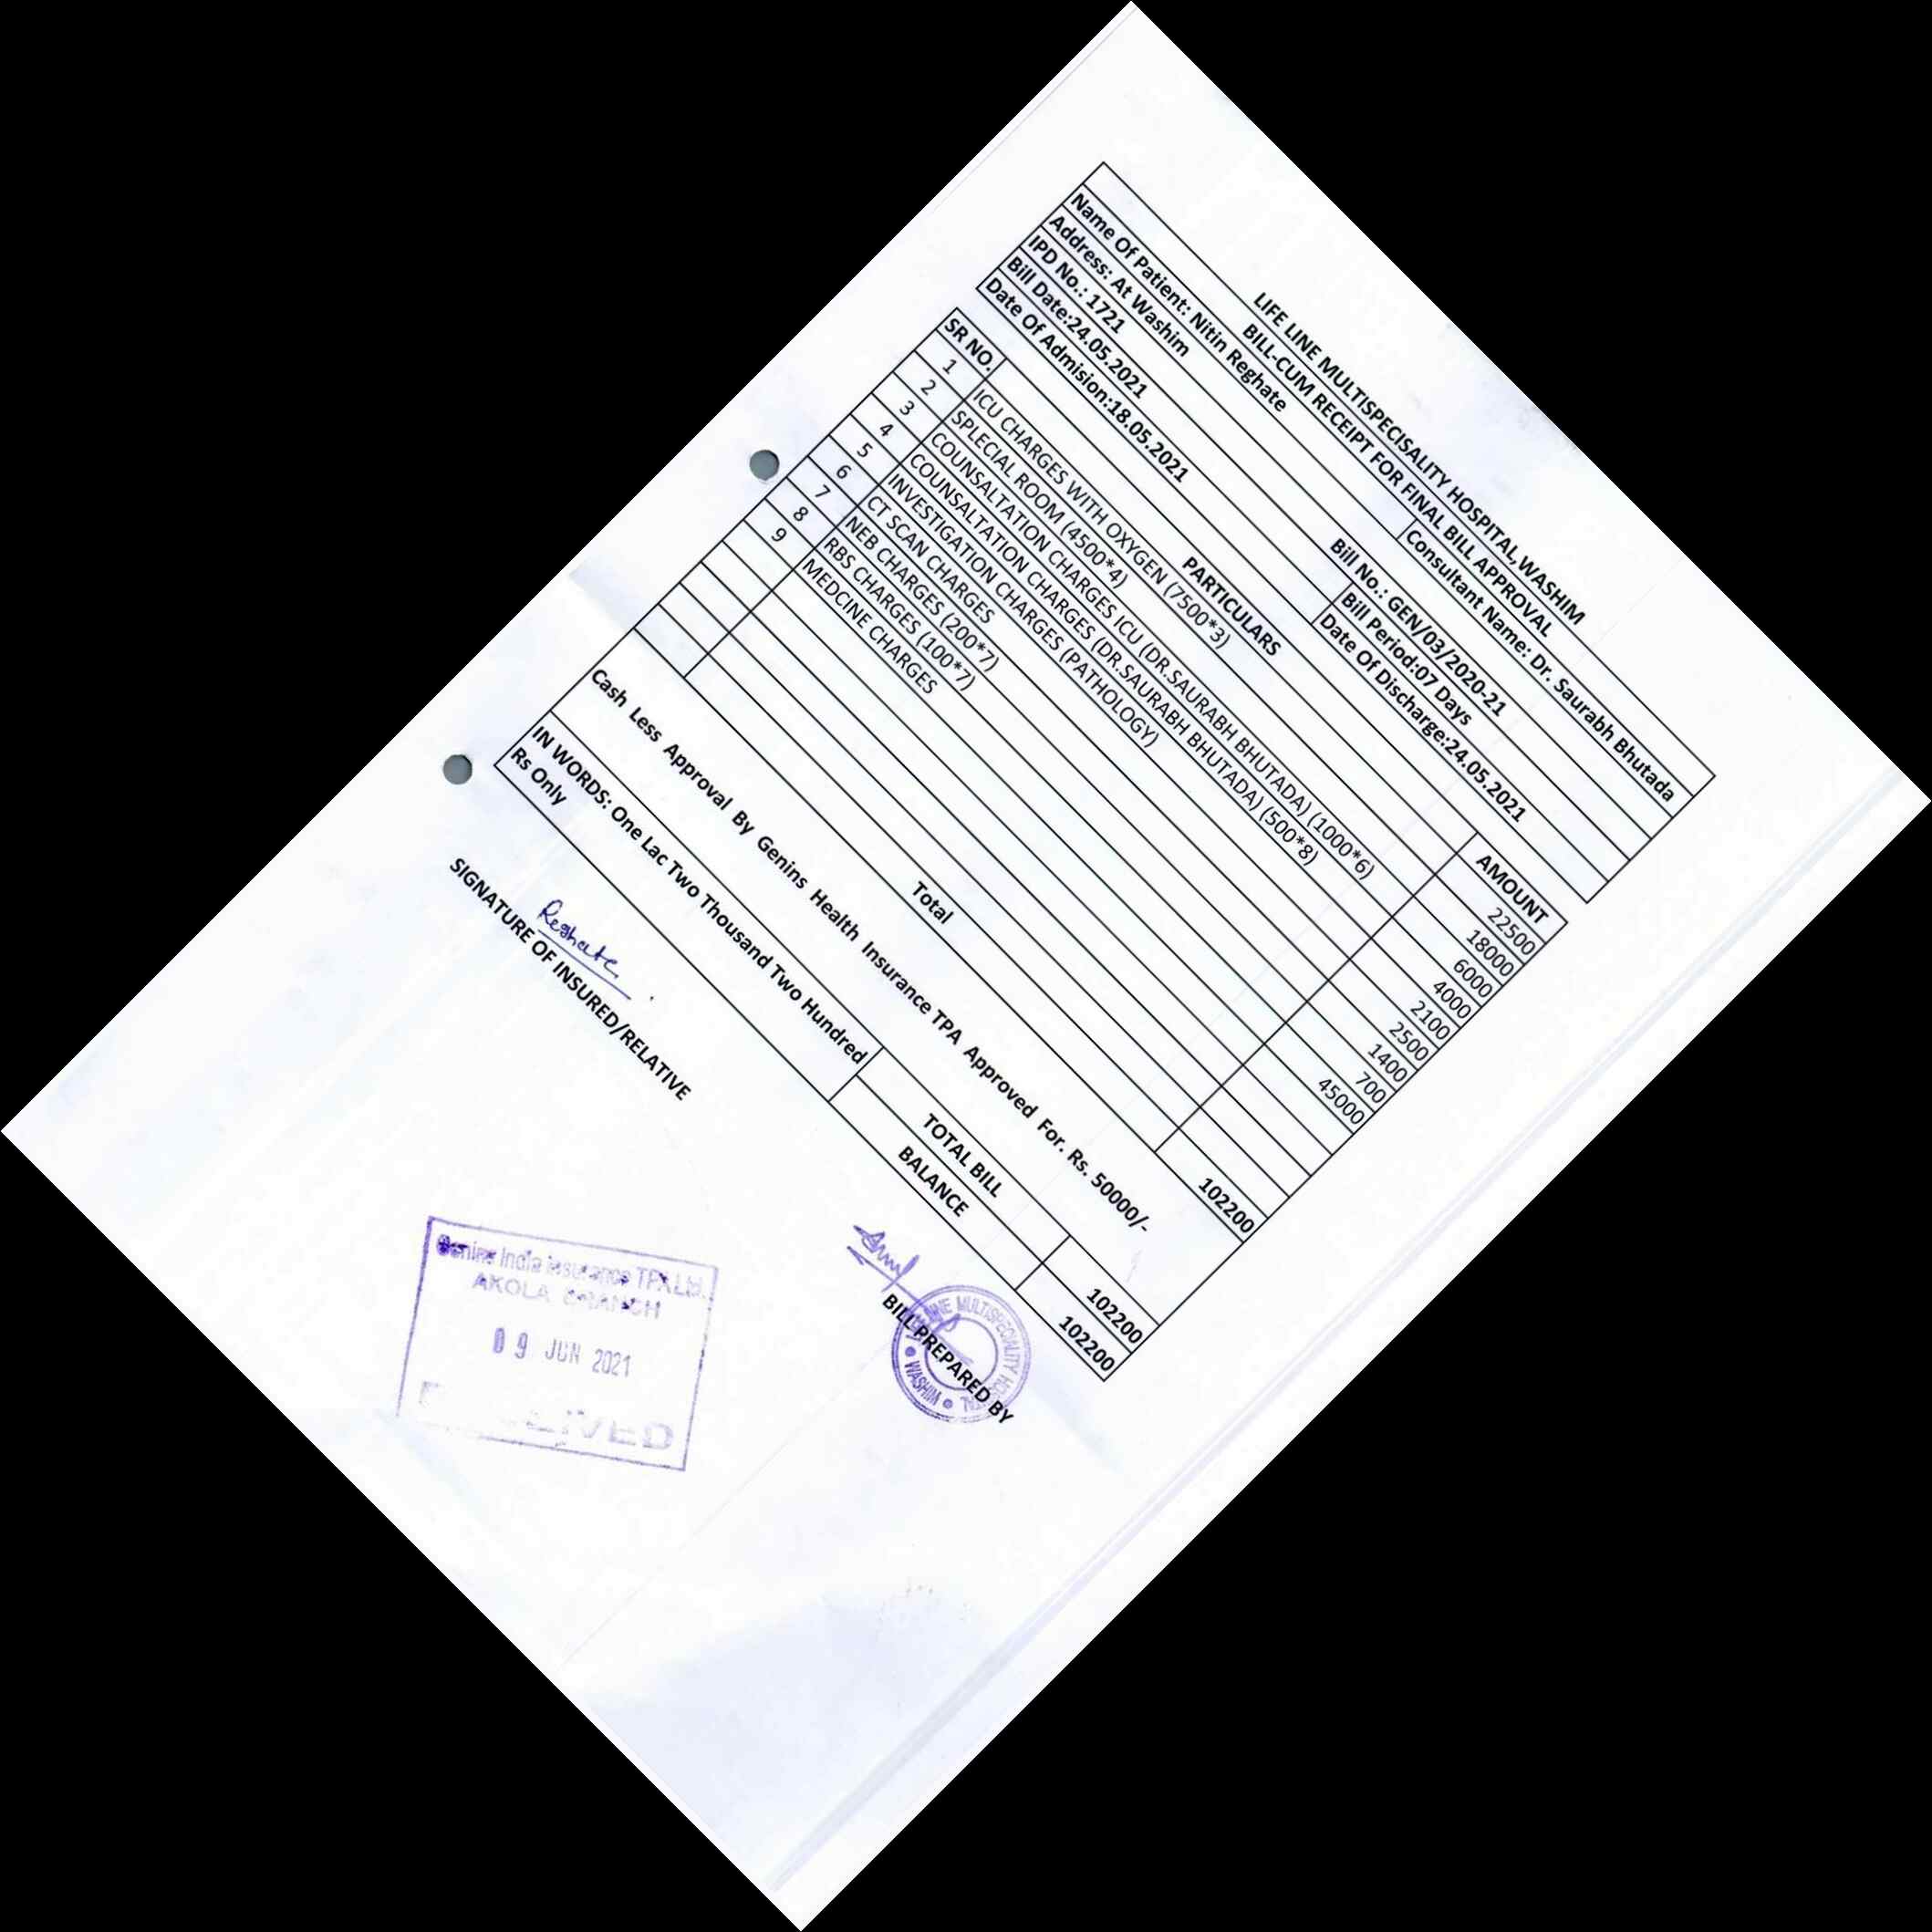 LIFE LINE MULTISPECISALITY HOSPITAL,WASHIM
BILL-CUM RECEIPT FOR FINAL BILL APPROVAL
Name Of Patient: Nitin Reghate Consultant Name: Dr. Saurabh Bhutada
Address: At Washim
IPD No.: 1721 Bill No.: GEN/03/2020-21
Bill Date:24.05.2021 Bill Period:07 Days
Date Of Admision:18.05.2021 Date Of Discharge:24.05.2021
SR NO. PARTICULARS AMOUNT
1 ICU CHARGES WITH OXYGEN (7500*3) 22500
2 SPLECIAL ROOM (4500*4) 18000
3 COUNSALTATION CHARGES ICU (DR.SAURABH BHUTADA) (1000*6) 6000
4 COUNSALTATION CHARGES (DR.SAURABH BHUTADA) (500*8) 4000
5 INVESTIGATION CHARGES (PATHOLOGY) 2100
6 CT SCAN CHARGES 2500
7 NEB CHARGES (200*7) 1400
8 RBS CHARGES (100*7) 700
9 MEDCINE CHARGES 45000
Total 102200
Cash Less Approval By Genins Health Insurance TPA Approved For. Rs. 50000/-
IN WORDS: One Lac Two Thousand Two Hundred TOTAL BILL 102200
Rs Only BALANCE 102200
Reghate
SIGNATURE OF INSURED/RELATIVE BILL PREPARED BY
LINE MULTISPECIALITY
WASHIM
Genins India Insurance TPA Ltd.
AKOLA BRANCH
09 JUN 2021